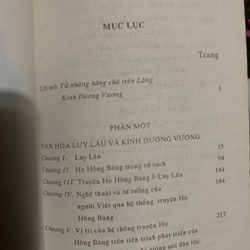 MỤC LỤC
Trang
Lời mở: Từ những hàng chữ trên Lăng
Kinh Dương Vương 5
PHẦN MỘT
VĂN HÓA LUY LÂU VÀ KINH DƯƠNG VƯƠNG
Chương I. Luy Lâu 15
Chương II. Họ Hồng Bàng trong sử sách 94
Chương III. Truyện Họ Hồng Bàng ở Luy Lâu 144
Chương IV. Nghệ thuật và tư tưởng của 184
người Việt qua hệ thống truyện Họ
Hồng Bàng
Chương V. Vị trí của hệ thống truyện Họ 217
Hồng Bàng trên tiến trình phát triển của
giống nòi dân tộc